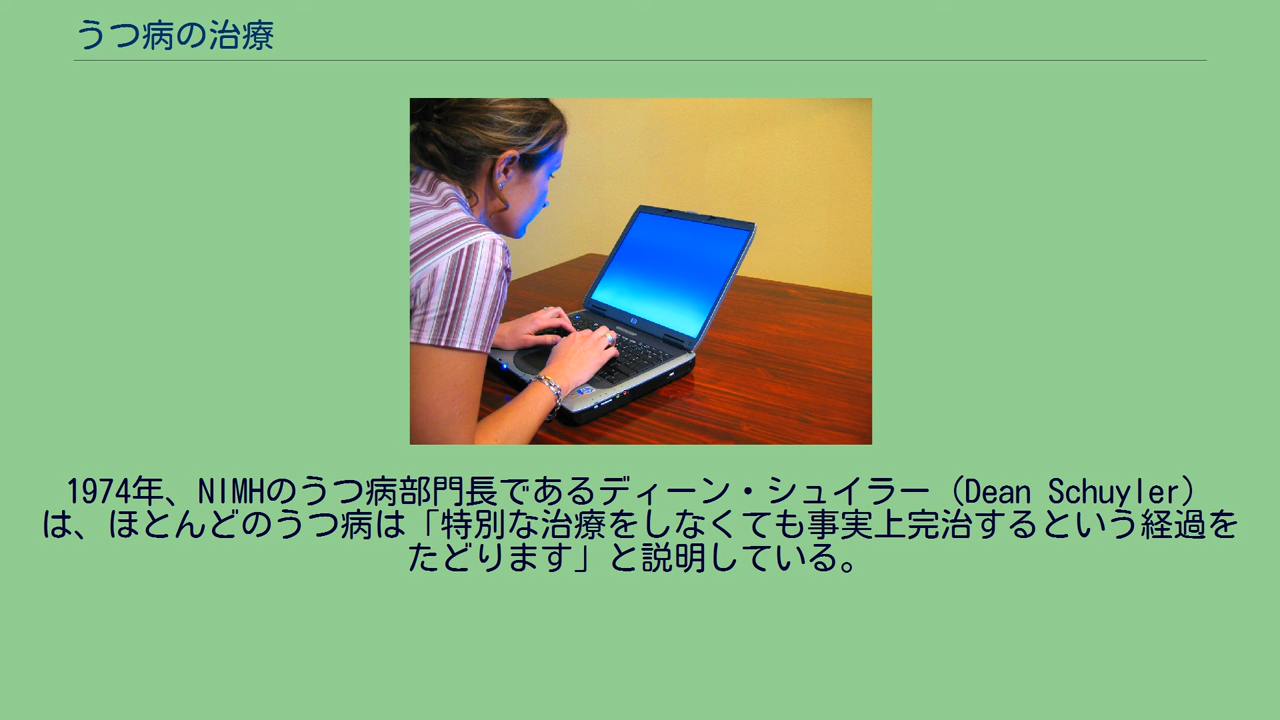 うつ病の治療
1974年、NIMHのうつ病部門長であるディーン・シュイラー（Dean Schuyler）
は、ほとんどのうつ病は「特別な治療をしなくても事実上完治するという経過を
たどります」と説明している。